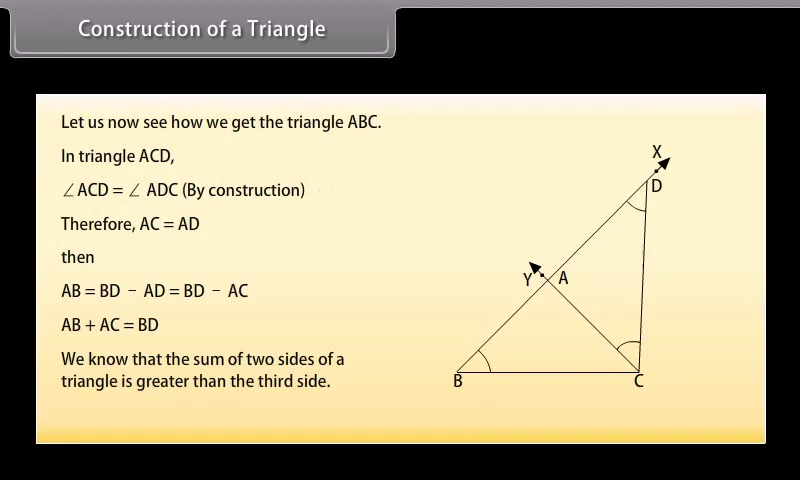 Construction of a Triangle
Let us now see how we get the triangle ABC.
In triangle ACD,
∠ACD = ∠ ADC (By construction)
Therefore, AC = AD
then
AB = BD − AD = BD − AC
AB + AC = BD
We know that the sum of two sides of a
triangle is greater than the third side.
X
D
Y
A
B
C